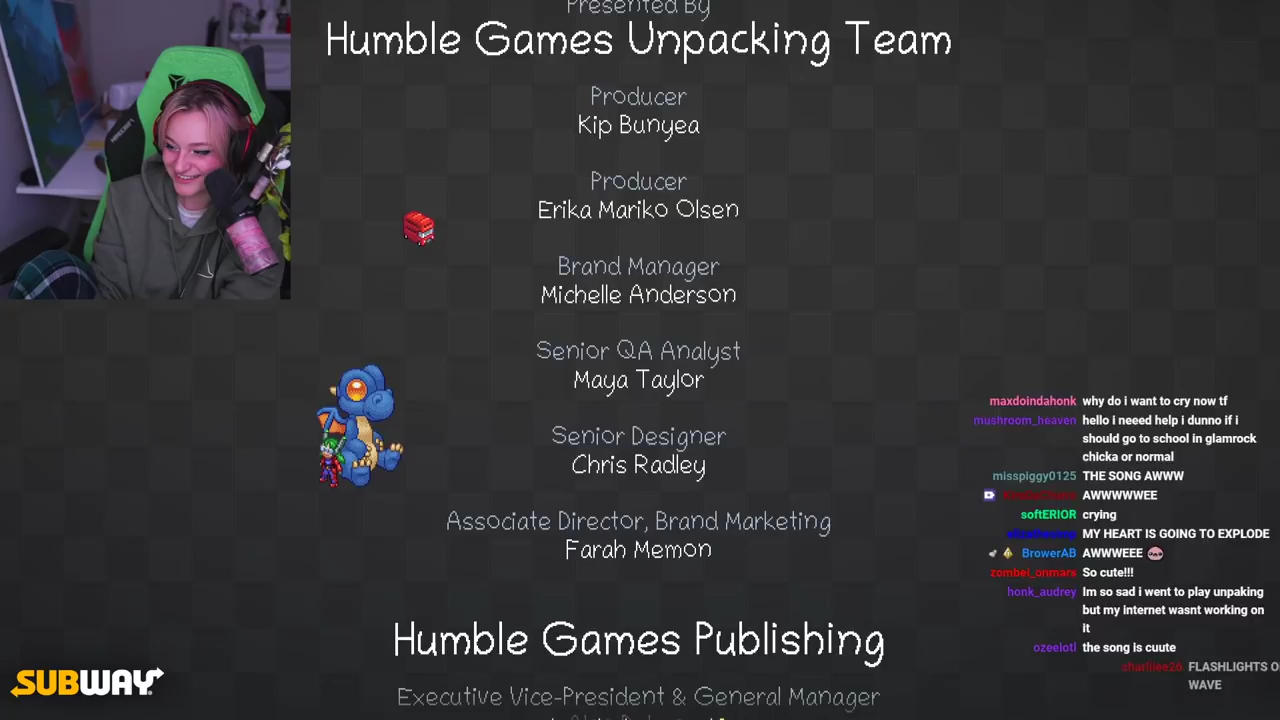 Presented By
Humble Games Unpacking Team
Producer
Kip Bunyea
Producer
Erika Mariko Olsen
Brand Manager
Michelle Anderson
Senior QA Analyst
Maya Taylor
Senior Designer
Chris Radley
Associate Director, Brand Marketing
Farah Memon
Humble Games Publishing
Executive Vice-President & General Manager
maxdoindahonk why do i want to cry now tf
mushroom_heaven hello i neeed help i dunno if i
should go to school in glamrock
chicka or normal
misspiggy0125 THE SONG AWWW
AWWWWWEE
softERIOR crying
MY HEART IS GOING TO EXPLODE
BrowerAB AWWWEEE
zombei_onmars So cute!!!
honk_audrey Im so sad i went to play unpaking
but my internet wasnt working on
it
ozeelotl the song is cuute
charliiee26 FLASHLIGHTS O
WAVE
SUBWAY